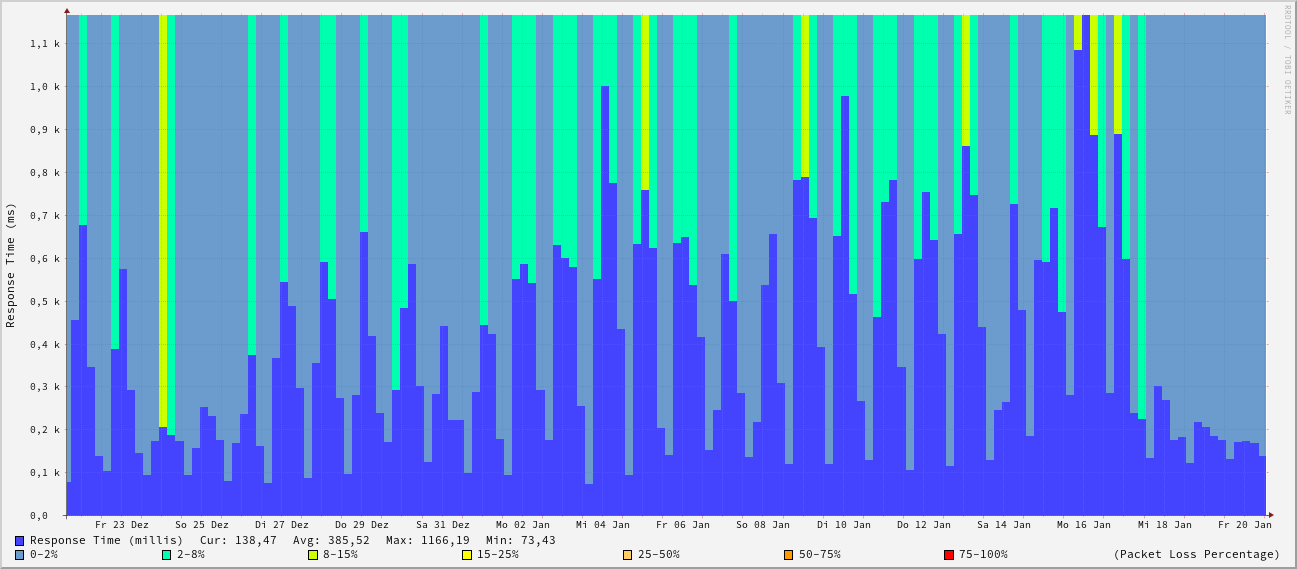 RRDTOOL / TOBI OETIKER
Response Time (ms)
1,1 k
1,0 k
0,9 k
0,8 k
0,7 k
0,6 k
0,5 k
0,4 k
0,3 k
0,2 k
0,1 k
0,0
Fr 23 Dez So 25 Dez Di 27 Dez Do 29 Dez Sa 31 Dez Mo 02 Jan Mi 04 Jan Fr 06 Jan So 08 Jan Di 10 Jan Do 12 Jan Sa 14 Jan Mo 16 Jan Mi 18 Jan Fr 20 Jan
Response Time (millis) Cur: 138,47 Avg: 385,52 Max: 1166,19 Min: 73,43
0-2% 2-8% 8-15% 15-25% 25-50% 50-75% 75-100% (Packet Loss Percentage)